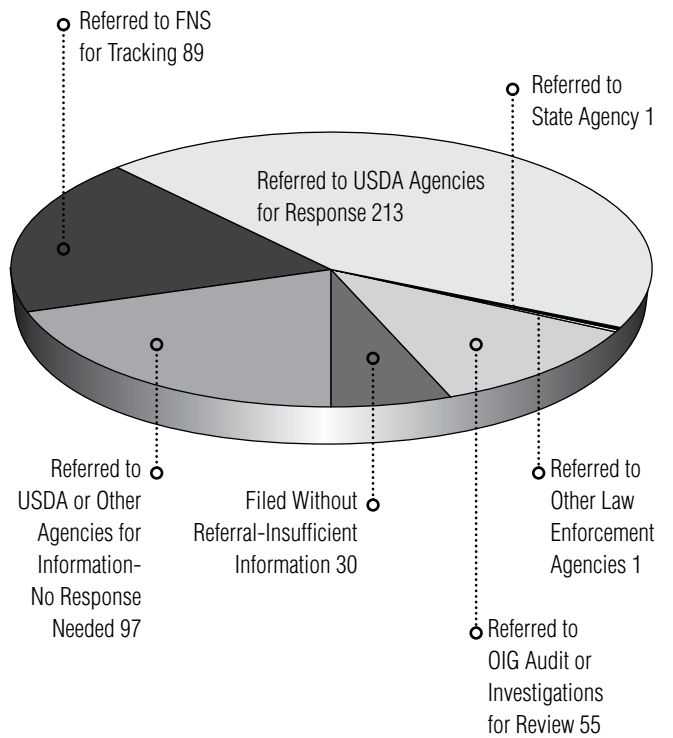 Referred to FNS
for Tracking 89
Referred to
State Agency 1
Referred to USDA Agencies
for Response 213
Referred to
USDA or Other
Agencies for
Information-
No Response
Needed 97
Filed Without
Referral-Insufficient
Information 30
Referred to
Other Law
Enforcement
Agencies 1
Referred to
OIG Audit or
Investigations
for Review 55